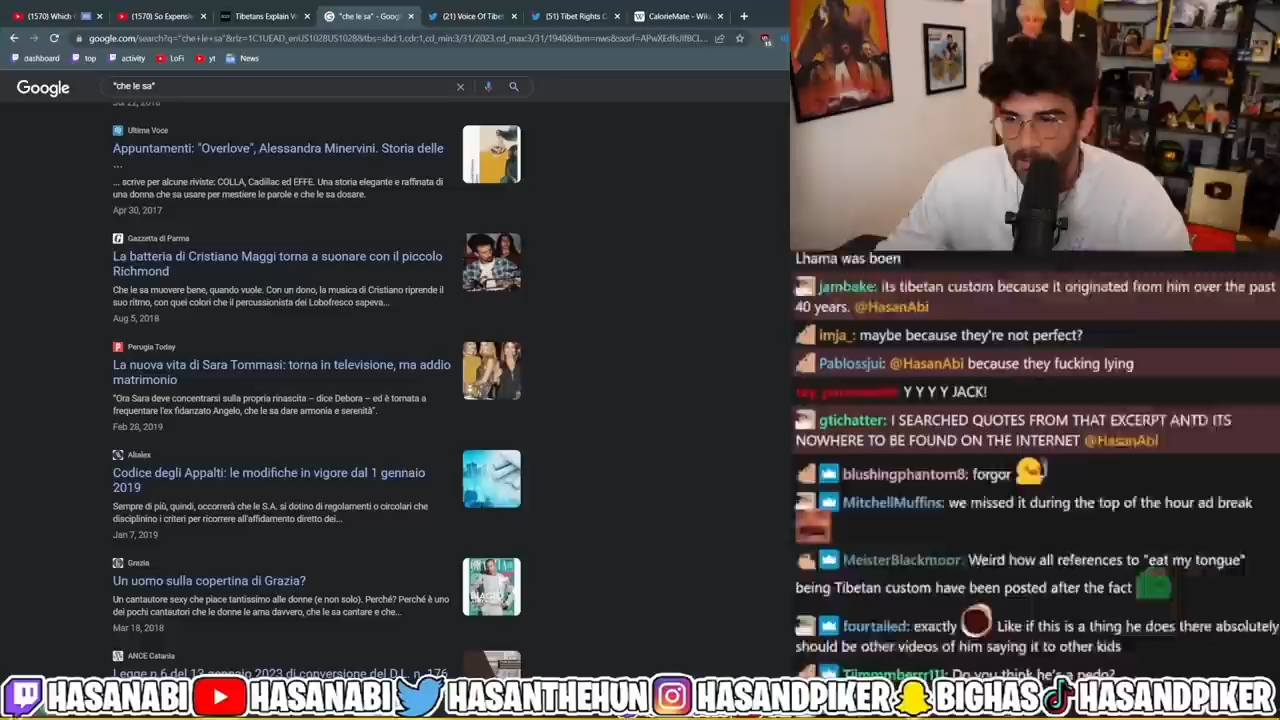 (1570) Which C
(1570) So Expensi
Tibetans Explain V
"che le sa" - Goog
(21) Voice Of Tibe
(51) Tibet Rights C
CalorieMate - Wiki
google.com/search?q="che+le+sa"&rlz=1C1UEAD_enUS1028US1028&tbs=sbd:1,cdr:1,cd_min:3/31/2023,cd_max:3/31/1940&tbm=nws&sxsrf=
dashboard
top
activity
LoFi
yt
News
Google
"che le sa"
Ultima Voce
Appuntamenti: "Overlove", Alessandra Minervini. Storia delle
...
... scrive per alcune riviste: COLLA, Cadillac ed EFFE. Una storia elegante e raffinata di
una donna che sa usare per mestiere le parole e che le sa dosare.
Apr 30, 2017
Gazzetta di Parma
La batteria di Cristiano Maggi torna a suonare con il piccolo
Richmond
Che le sa muovere bene, quando vuole. Con un dono, la musica di Cristiano riprende il
suo ritmo, con quei colori che il percussionista dei Lobofresco sapeva...
Aug 5, 2018
Perugia Today
La nuova vita di Sara Tommasi: torna in televisione, ma addio
matrimonio
"Ora Sara deve concentrarsi sulla propria rinascita – dice Debora – ed è tornata a
frequentare l'ex fidanzato Angelo, che le sa dare armonia e serenità".
Feb 28, 2019
Altalex
Codice degli Appalti: le modifiche in vigore dal 1 gennaio
2019
Sempre di più, quindi, occorrerà che le S.A. si dotino di regolamenti o circolari che
disciplinino i criteri per ricorrere all'affidamento diretto dei...
Jan 7, 2019
Grazia
Un uomo sulla copertina di Grazia?
Un cantautore sexy che piace tantissimo alle donne (e non solo). Perché? Perché è uno
dei pochi cantautori che le donne le ama davvero, che le sa cantare e che...
Mar 18, 2018
ANCE Catania
Legge n.6 del 13 gennaio 2023 di conversione del D.L. n. 176
Lhama was born
jambake: its tibetan custom because it originated from him over the past
40 years. @HasanAbi
imja_: maybe because they're not perfect?
Pablossjui: @HasanAbi because they fucking lying
Y Y Y Y JACK!
gtichatter: I SEARCHED QUOTES FROM THAT EXCERPT ANTD ITS
NOWHERE TO BE FOUND ON THE INTERNET @HasanAbi
blushingphantom8: forgor
MitchellMuffins: we missed it during the top of the hour ad break
MeisterBlackmoor: Weird how all references to "eat my tongue"
being Tibetan custom have been posted after the fact
fourtailed: exactly Like if this is a thing he does there absolutely
should be other videos of him saying it to other kids
Do you think he's a pedo?
HASANABI HASANABI HASANTHEHUN HASANDPIKER BIGHAS HASANDPIKER